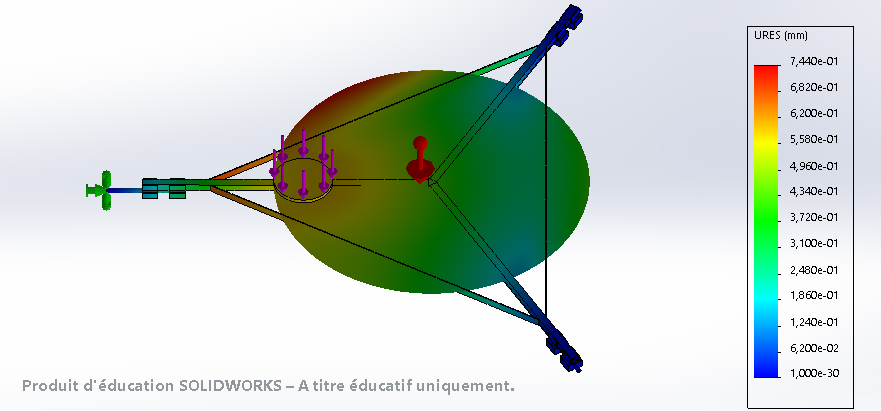 URES (mm)
7,440e-01
6,820e-01
6,200e-01
5,580e-01
4,960e-01
4,340e-01
3,720e-01
3,100e-01
2,480e-01
1,860e-01
1,240e-01
6,200e-02
1,000e-30
Produit d'éducation SOLIDWORKS – A titre éducatif uniquement.